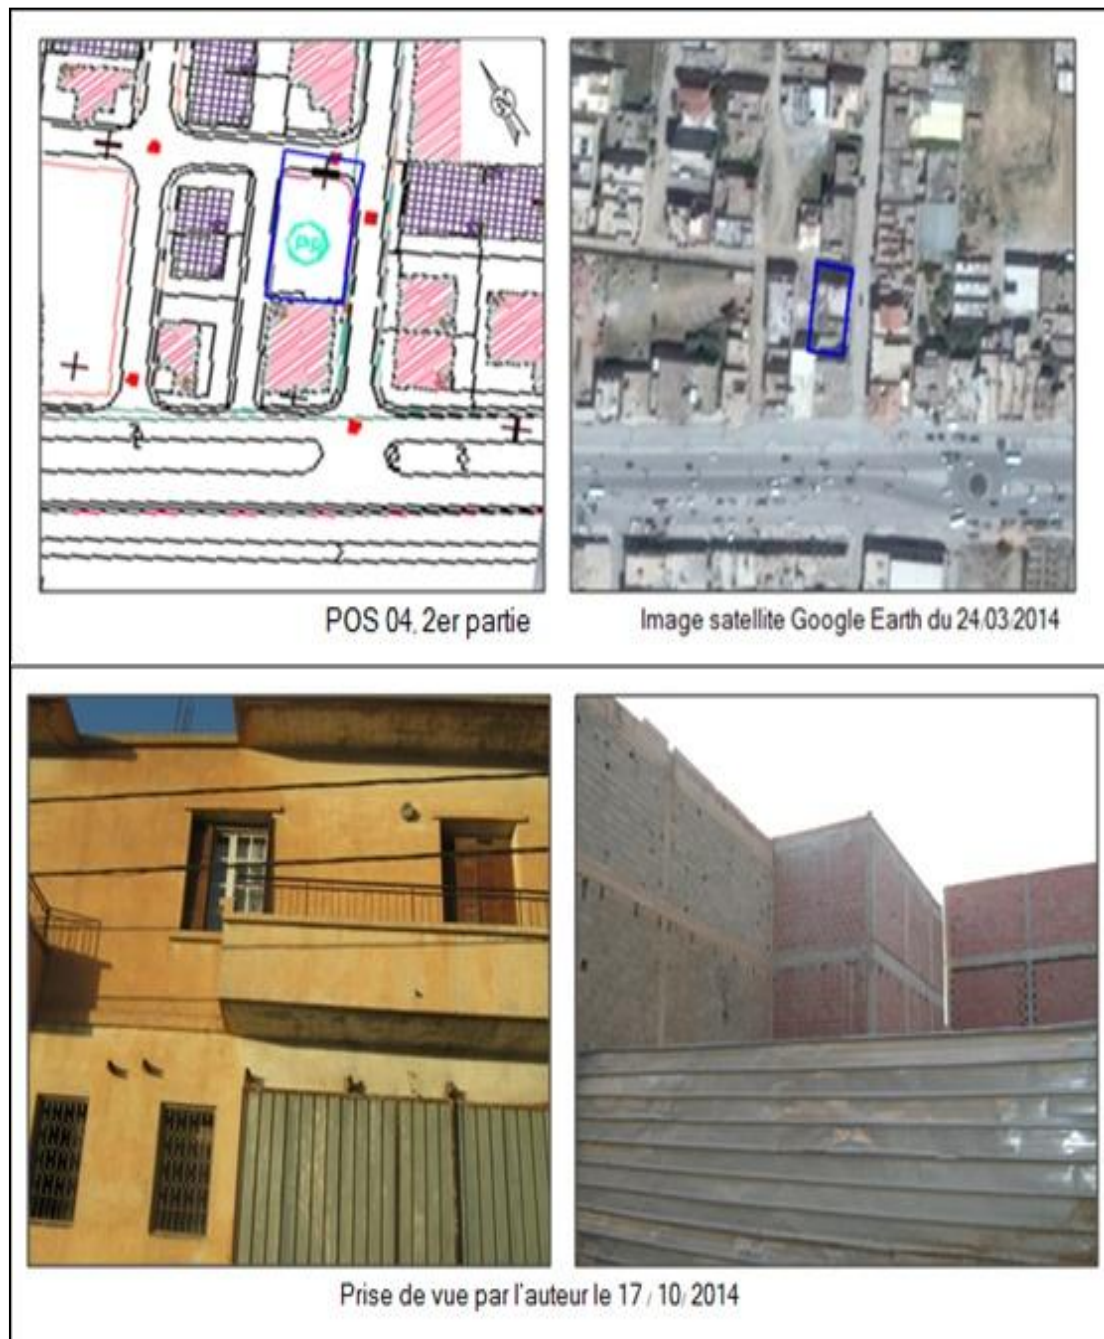 POS 04. 2er partie
Image satellite Google Earth du 24/03/2014
Prise de vue par l'auteur le 17 / 10/ 2014